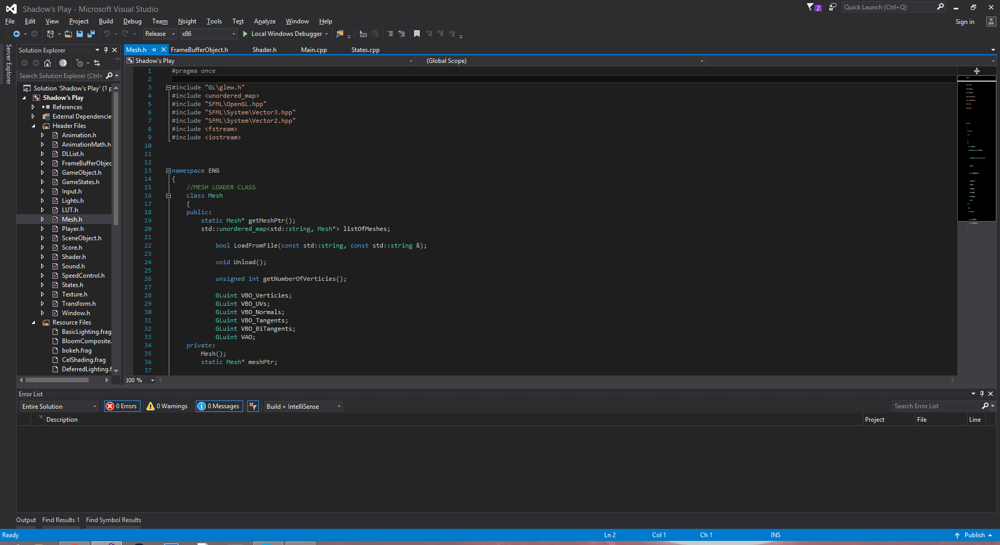 Shadow's Play - Microsoft Visual Studio
2
Quick Launch (Ctrl+Q)
File Edit View Project Build Debug Team Nsight Tools Test Analyze Window Help
Sign in
Release x86 Local Windows Debugger
Server Explorer
Solution Explorer
Search Solution Explorer (Ctrl+
Solution 'Shadow's Play' (1 p
Shadow's Play
References
External Dependencie
Header Files
Animation.h
AnimationMath.h
DLList.h
FrameBufferObjec
GameObject.h
GameStates.h
Input.h
Lights.h
LUT.h
Mesh.h
Player.h
SceneObject.h
Score.h
Shader.h
Sound.h
SpeedControl.h
States.h
Texture.h
Transform.h
Window.h
Resource Files
BasicLighting.frag
BloomComposite.
bokeh.frag
CelShading.frag
DeferredLighting.f
Mesh.h FrameBufferObject.h Shader.h Main.cpp States.cpp
Shadow's Play (Global Scope)
1 #pragma once
2
3 #include "GL\glew.h"
4 #include <unordered_map>
5 #include "SFML\OpenGL.hpp"
6 #include "SFML\System\Vector3.hpp"
7 #include "SFML\System\Vector2.hpp"
8 #include <fstream>
9 #include <iostream>
10
11
12
13 namespace ENG
14 {
15 //MESH LOADER CLASS
16 class Mesh
17 {
18 public:
19 static Mesh* getMeshPtr();
20 std::unordered_map<std::string, Mesh*> listOfMeshes;
21
22 bool LoadFromFile(const std::string, const std::string &);
23
24 void Unload();
25
26 unsigned int getNumberOfVerticies();
27
28 GLuint VBO_Verticies;
29 GLuint VBO_UVs;
30 GLuint VBO_Normals;
31 GLuint VBO_Tangents;
32 GLuint VBO_BiTangents;
33 GLuint VAO;
34 private:
35 Mesh();
36 static Mesh* meshPtr;
37
100 %
Error List
Entire Solution 0 Errors 0 Warnings 0 Messages Build + IntelliSense Search Error List
Description Project File Line
Output Find Results 1 Find Symbol Results
Ready Ln 2 Col 1 Ch 1 INS Publish